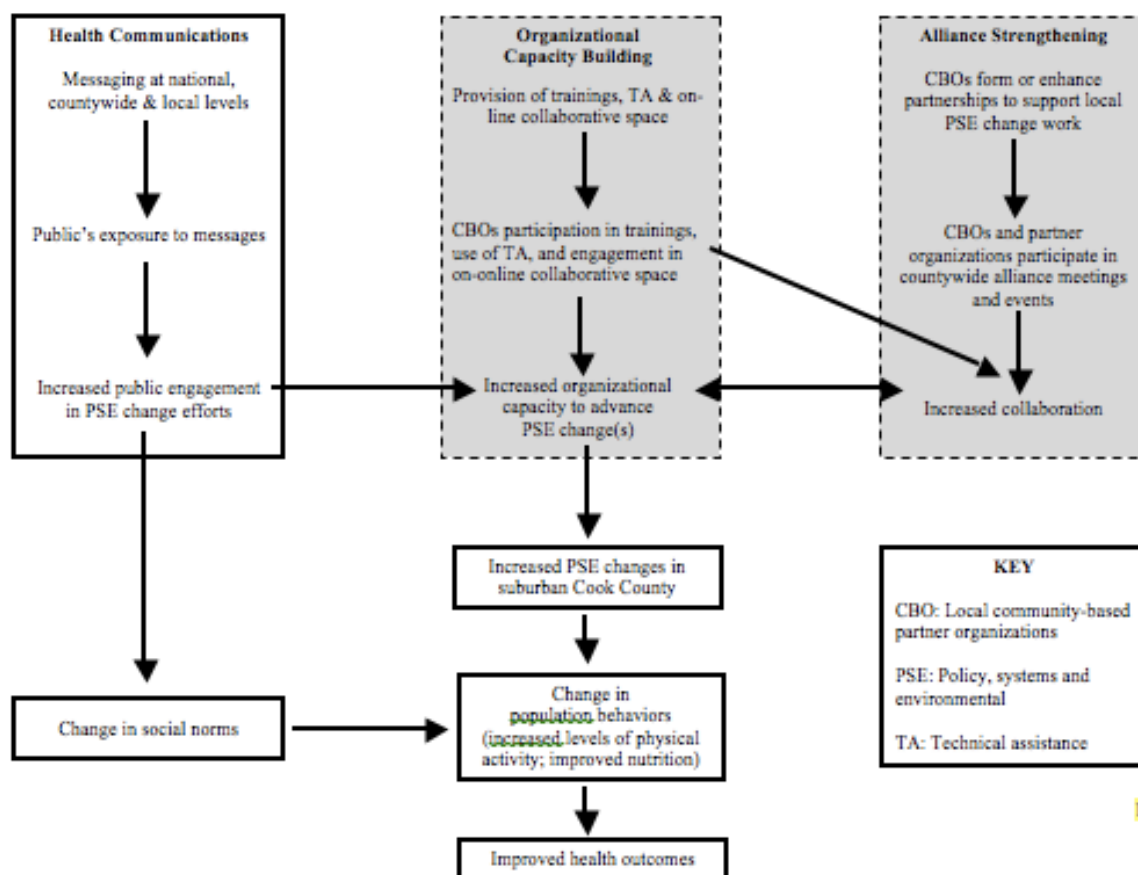 Health Communications
Messaging at national,
countywide & local levels
Public's exposure to messages
Increased public engagement
in PSE change efforts
Organizational
Capacity Building
Provision of trainings, TA & on-
line collaborative space
CBOs participation in trainings,
use of TA, and engagement in
on-online collaborative space
Increased organizational
capacity to advance
PSE change(s)
Alliance Strengthening
CBOs form or enhance
partnerships to support local
PSE change work
CBOs and partner
organizations participate in
countywide alliance meetings
and events
Increased collaboration
Increased PSE changes in
suburban Cook County
Change in social norms
Change in
population behaviors
(increased levels of physical
activity; improved nutrition)
Improved health outcomes
KEY
CBO: Local community-based
partner organizations
PSE: Policy, systems and
environmental
TA: Technical assistance